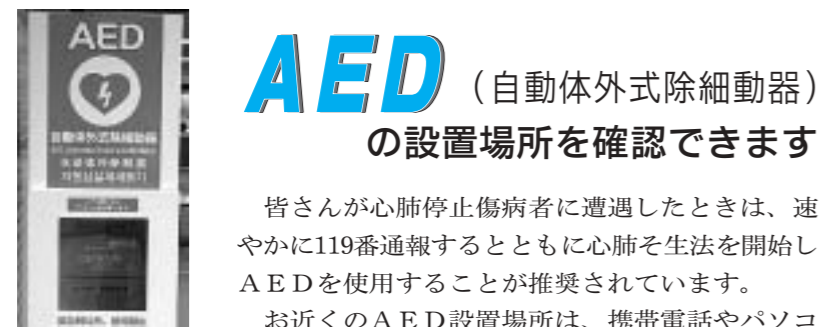 AED
自動体外式除細動器
AED（自動体外式除細動器）
の設置場所を確認できます
皆さんが心肺停止傷病者に遭遇したときは、速
やかに119番通報するとともに心肺そ生法を開始し
ＡＥＤを使用することが推奨されています。
お近くのＡＥＤ設置場所は、携帯電話やパソコ